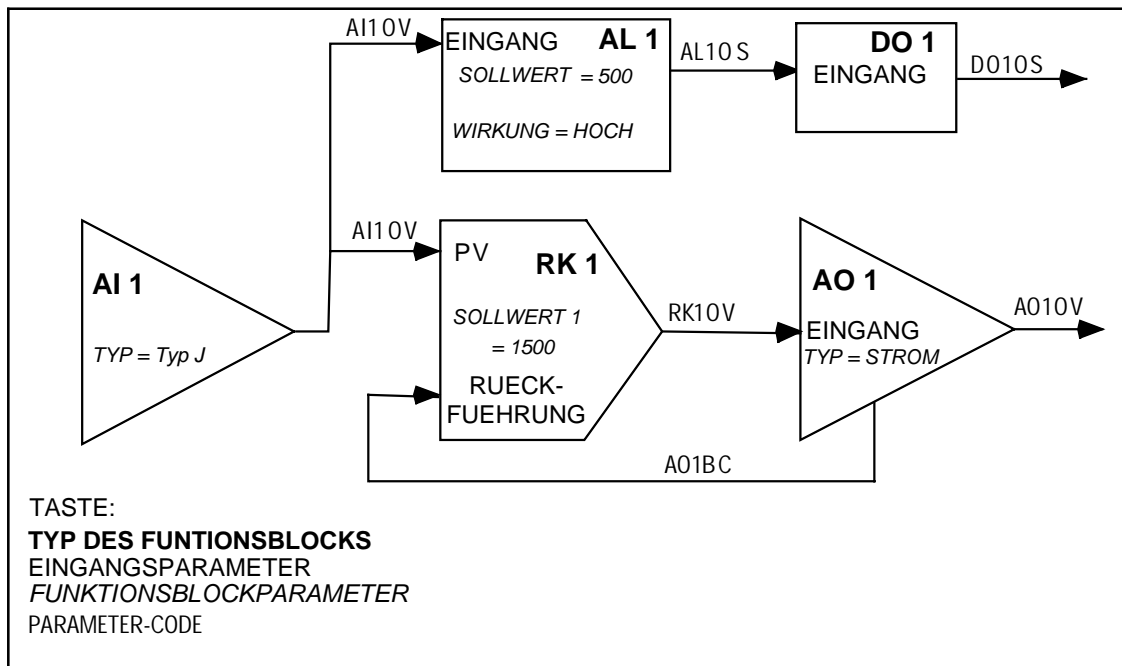 AI1OV
EINGANG
AL 1
SOLLWERT = 500
WIRKUNG = HOCH
AL1OS
DO 1
EINGANG
DO1OS
AI 1
TYP = Typ J
AI1OV
PV
RK 1
SOLLWERT 1
= 1500
RUECK-
FUEHRUNG
RK1OV
AO 1
EINGANG
TYP = STROM
AO1OV
AO1BC
TASTE:
TYP DES FUNTIONSBLOCKS
EINGANGSPARAMETER
FUNKTIONSBLOCKPARAMETER
PARAMETER-CODE